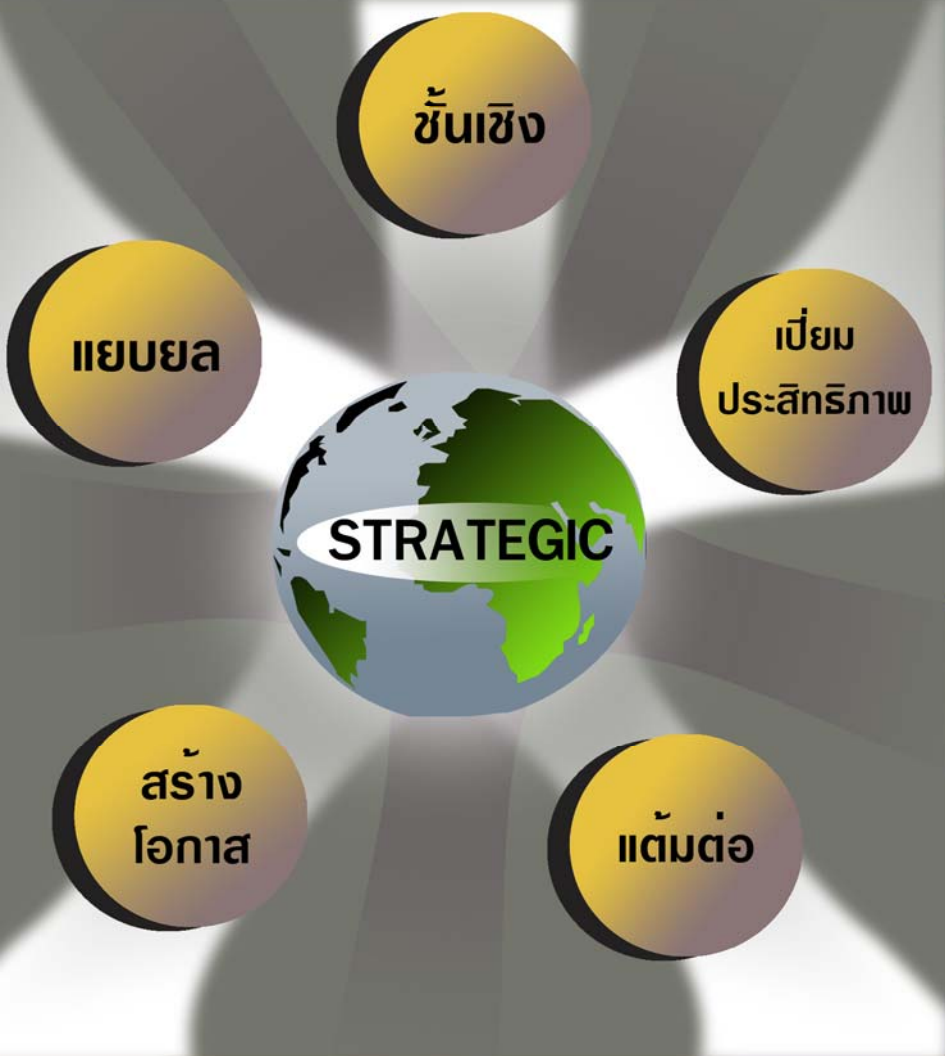 ชั้นเชิง
แยบยล
เปี่ยม
ประสิทธิภาพ
STRATEGIC
สร้าง
โอกาส
แต้มต่อ